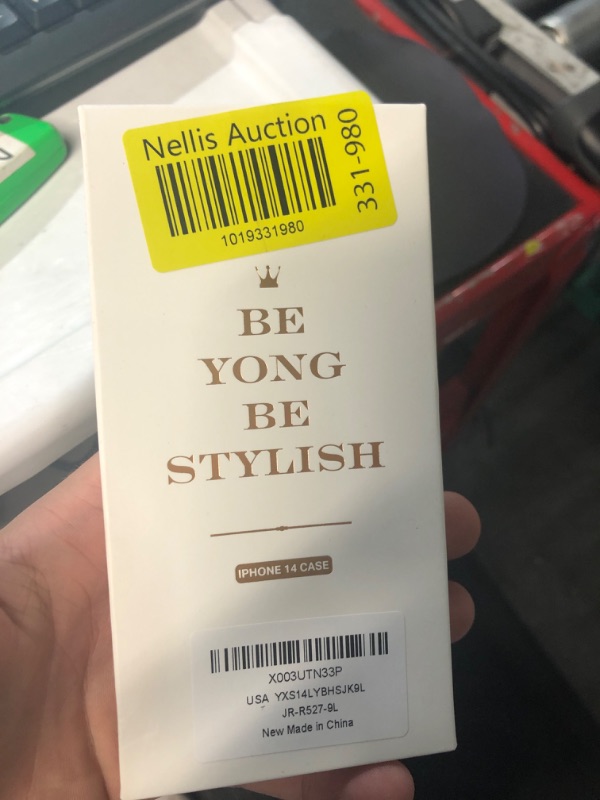 Nellis Auction
331-980
1019331980
BE
YONG
BE
STYLISH
IPHONE 14 CASE
X003UTN33P
USA YXS14LYBHSJK9L
JR-R527-9L
New Made in China